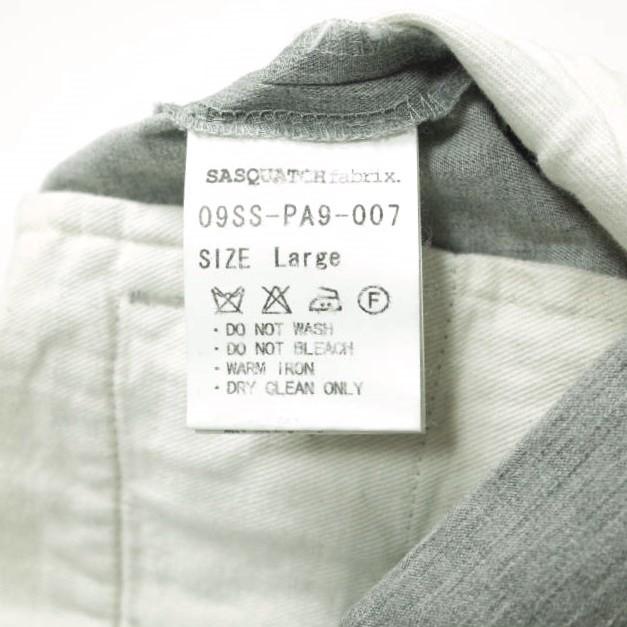 SASQUATCHfabrix.
09SS-PA9-007
SIZE Large
F
・DO NOT WASH
・DO NOT BLEACH
・WARM IRON
・DRY CLEAN ONLY